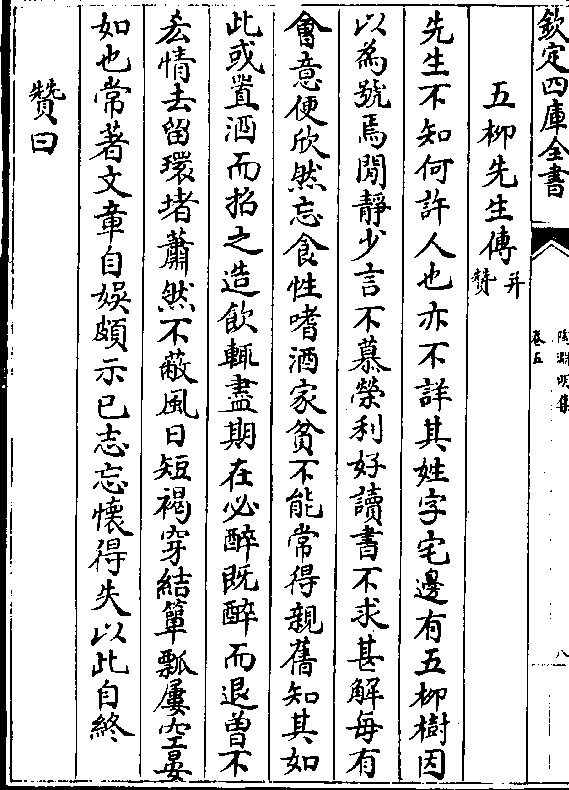 欽定四庫全書
陶淵明集
卷五
八
五柳先生傳并贊
先生不知何許人也亦不詳其姓字宅邊有五柳樹因
以為號焉閒靜少言不慕榮利好讀書不求甚解每有
會意便欣然忘食性嗜酒家貧不能常得親舊知其如
此或置酒而招之造飲輒盡期在必醉既醉而退曽不
吝情去留環堵蕭然不蔽風日短褐穿結簞瓢屢空晏
如也常著文章自娛頗示已志忘懷得失以此自終
贊曰